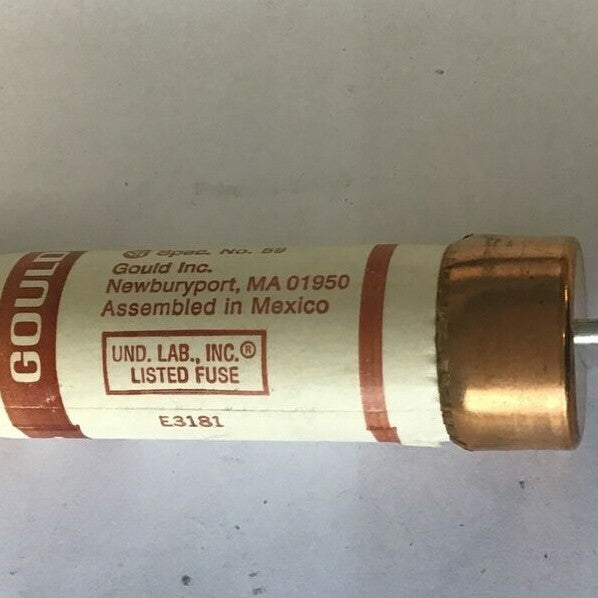 GOULD
Spec. No. 59
Gould Inc.
Newburyport, MA 01950
Assembled in Mexico
UND. LAB., INC.®
LISTED FUSE
E3181